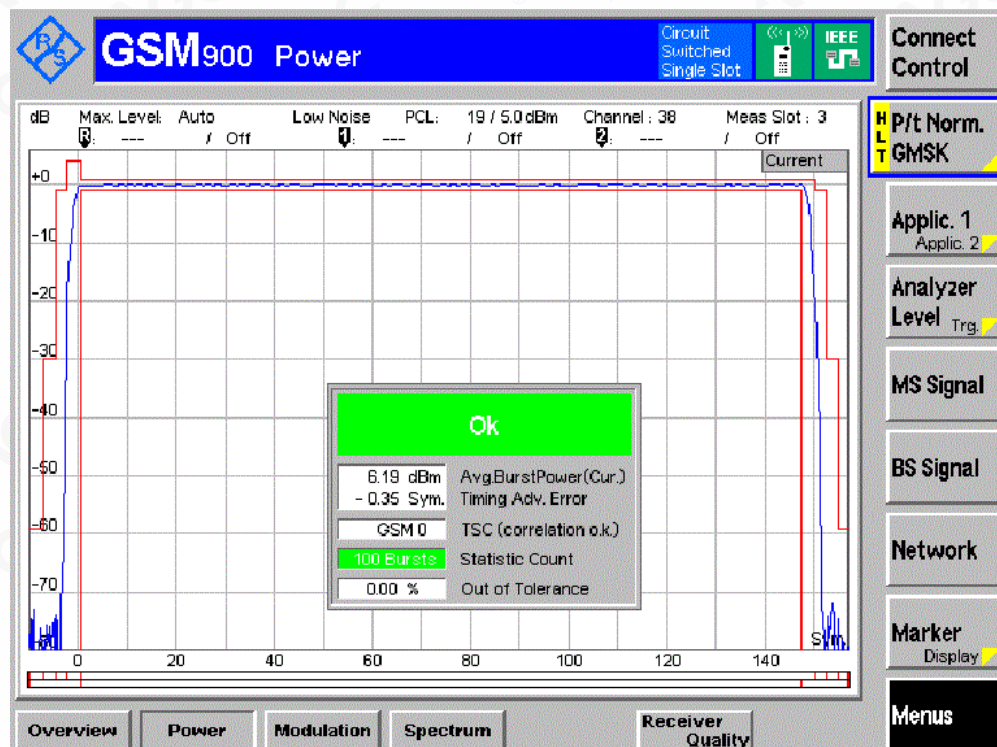 R S
GSM900 Power
Circuit
Switched
Single Slot
IEEE
Connect
Control
dB Max. Level: Auto Low Noise PCL: 19 / 5.0 dBm Channel : 38 Meas Slot : 3
R: --- / Off 1: --- / Off 2: --- / Off
Current
HLT
P/t Norm.
GMSK
Applic. 1
Applic. 2
Analyzer
Level Trg.
MS Signal
BS Signal
Network
Marker
Display
Menus
+0
-10
-20
-30
-40
-50
-60
-70
-80
Ok
6.19 dBm Avg.BurstPower(Cur.)
- 0.35 Sym. Timing Adv. Error
GSM 0 TSC (correlation o.k.)
100 Bursts Statistic Count
0.00 % Out of Tolerance
Sym.
0 20 40 60 80 100 120 140
Overview Power Modulation Spectrum Receiver
Quality